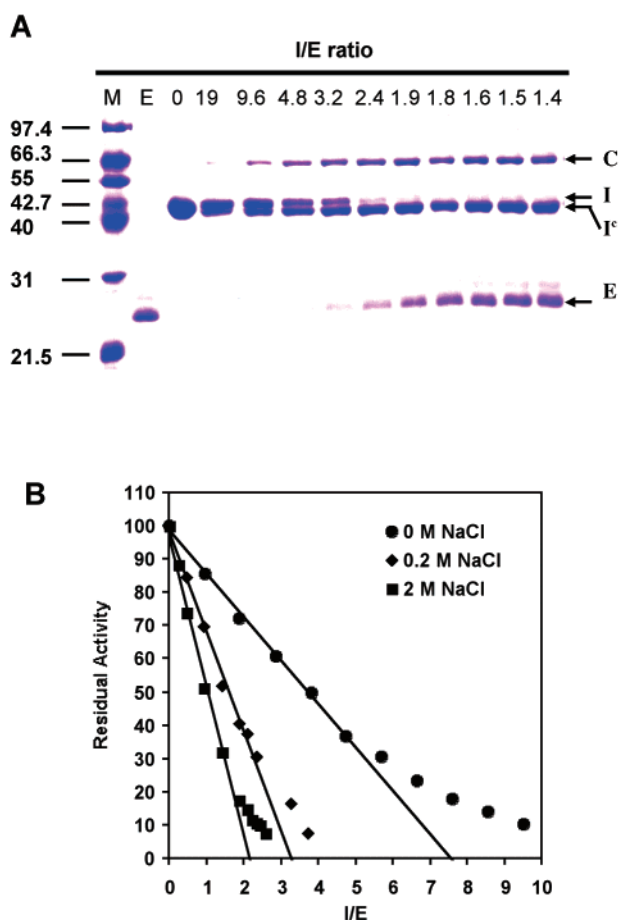 A
I/E ratio
M E 0 19 9.6 4.8 3.2 2.4 1.9 1.8 1.6 1.5 1.4
97.4
66.3
55
42.7
40
31
21.5
C
I
Iᶜ
E
B
110
100
90
80
70
60
50
40
30
20
10
0
Residual Activity
0 M NaCl
0.2 M NaCl
2 M NaCl
0 1 2 3 4 5 6 7 8 9 10
I/E